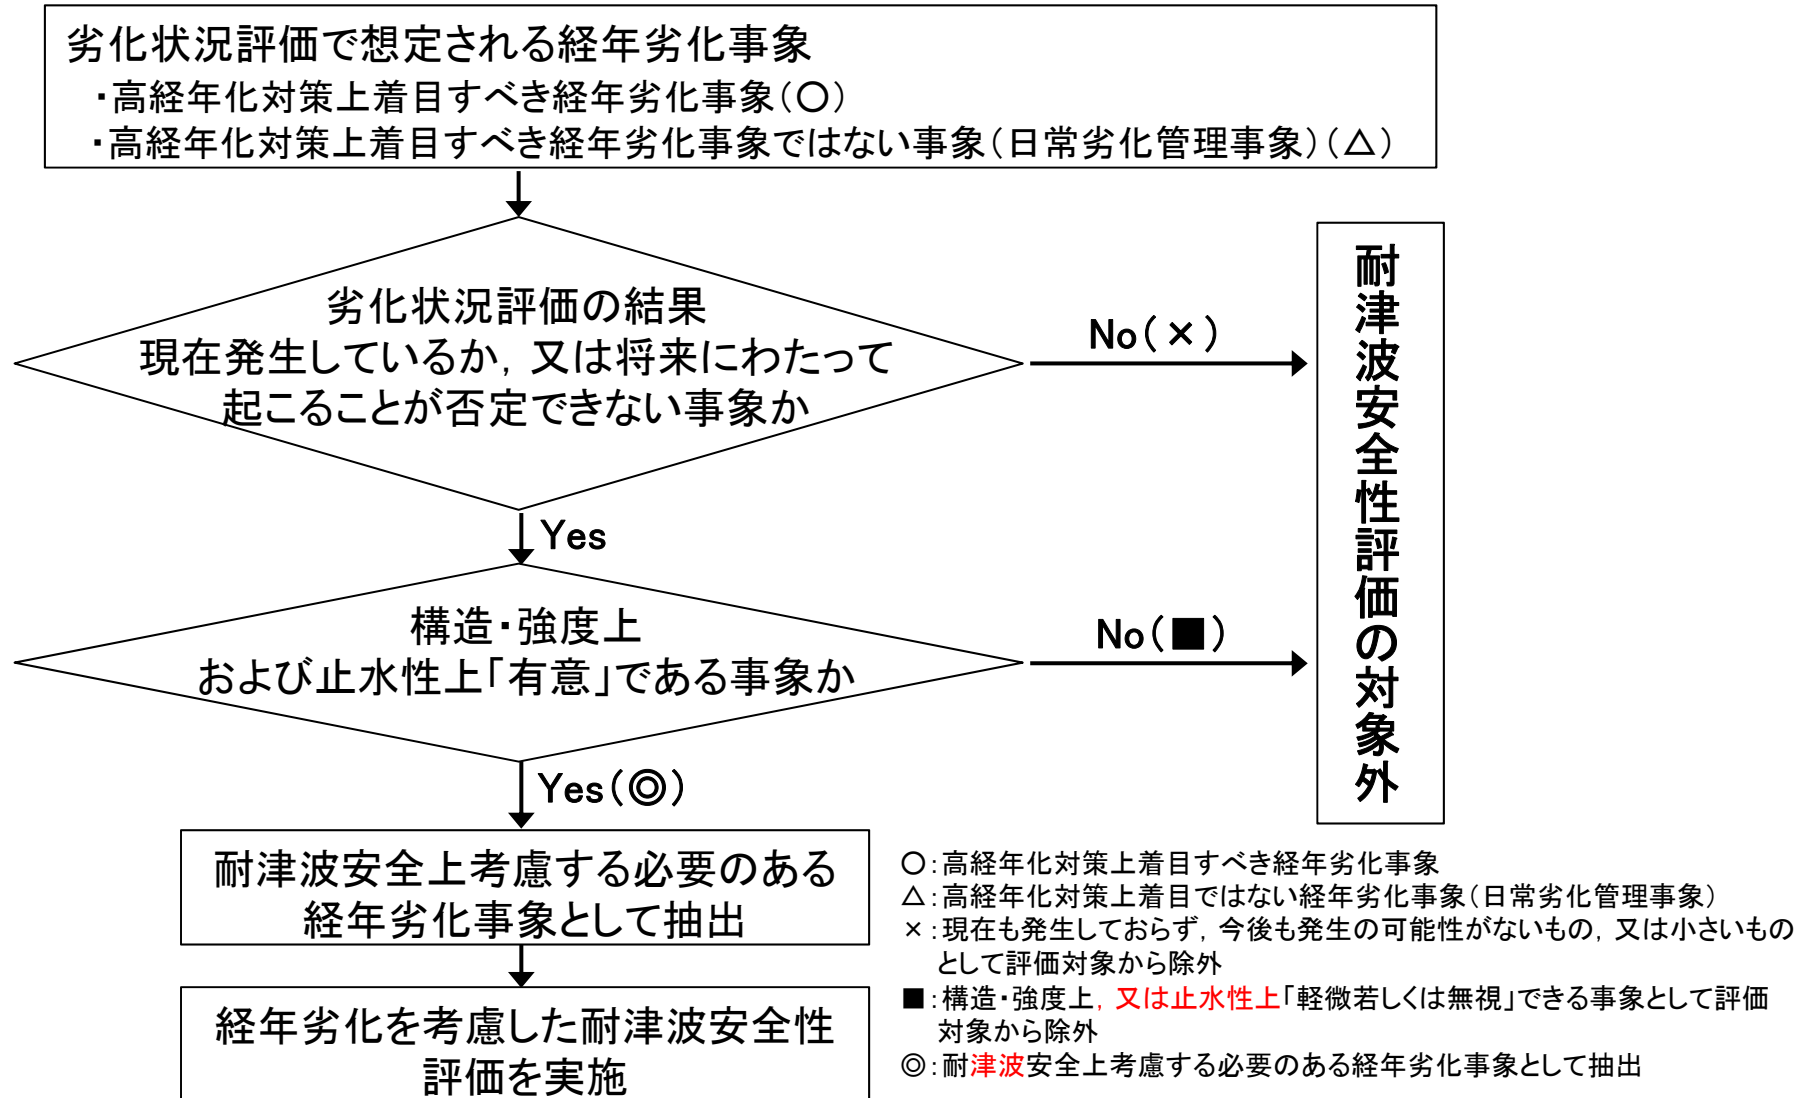 劣化状況評価で想定される経年劣化事象
・高経年化対策上着目すべき経年劣化事象(○)
・高経年化対策上着目すべき経年劣化事象ではない事象(日常劣化管理事象)(△)
劣化状況評価の結果
現在発生しているか,又は将来にわたって
起こることが否定できない事象か
No(×)
耐津波安全性評価の対象外
Yes
構造・強度上
および止水性上「有意」である事象か
No(■)
Yes(◎)
耐津波安全上考慮する必要のある
経年劣化事象として抽出
経年劣化を考慮した耐津波安全性
評価を実施
○:高経年化対策上着目すべき経年劣化事象
△:高経年化対策上着目ではない経年劣化事象(日常劣化管理事象)
×:現在も発生しておらず,今後も発生の可能性がないもの,又は小さいもの
として評価対象から除外
■:構造・強度上,又は止水性上「軽微若しくは無視」できる事象として評価
対象から除外
◎:耐津波安全上考慮する必要のある経年劣化事象として抽出